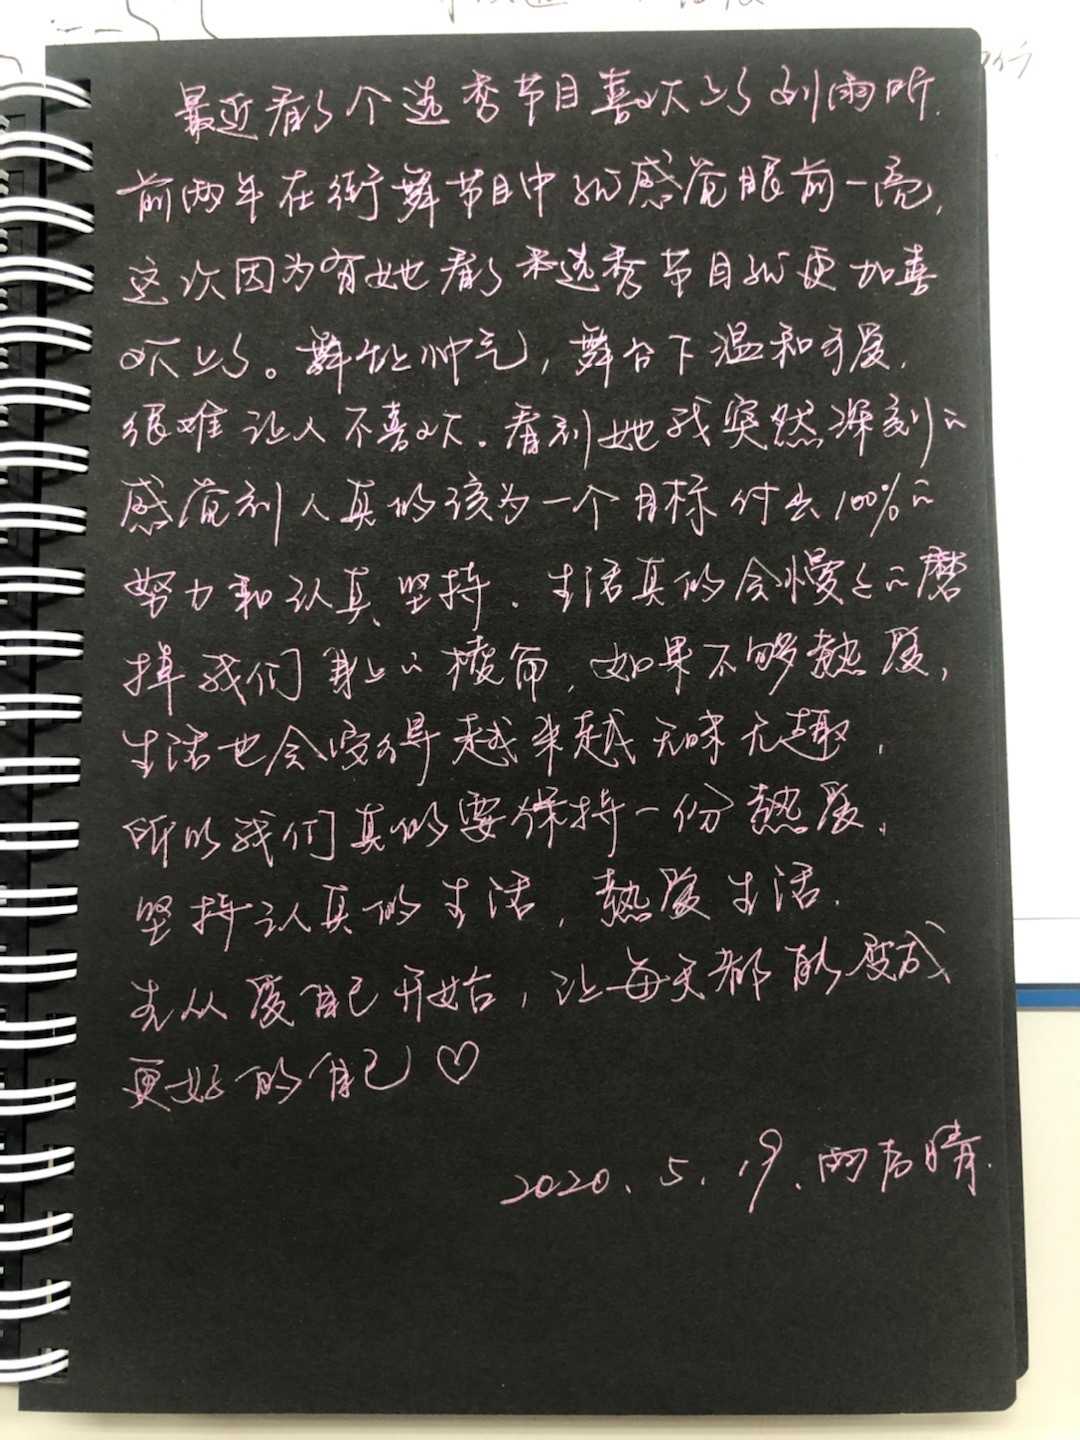 最近看了个选秀节目喜欢上了刘雨昕.
前两年在街舞节目中就感觉眼前一亮,
这次因为有她看了本选秀节目就更加喜
欢上了。舞台上帅气,舞台下温和可爱.
很难让人不喜欢.看到她我突然深刻的
感觉到人真的该为一个目标付出100%的
努力和认真坚持.生活真的会慢々的磨
掉我们身上的棱角,如果不够热爱,
生活也会变得越来越无味无趣,
所以我们真的要保持一份热爱,
坚持认真的生活,热爱生活.
先从爱自己开始,让每天都能变成
更好的自己♡
2020.5.19.雨后晴.